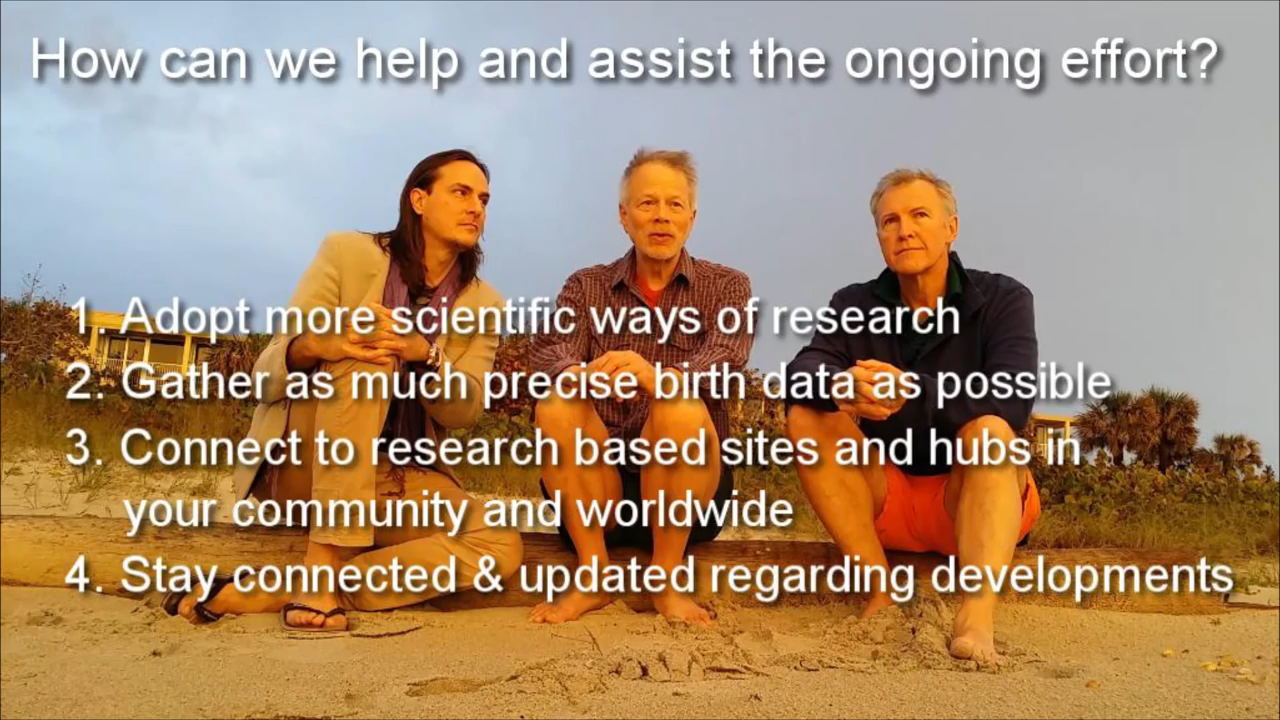 How can we help and assist the ongoing effort?
1. Adopt more scientific ways of research
2. Gather as much precise birth data as possible
3. Connect to research based sites and hubs in
your community and worldwide
4. Stay connected & updated regarding developments